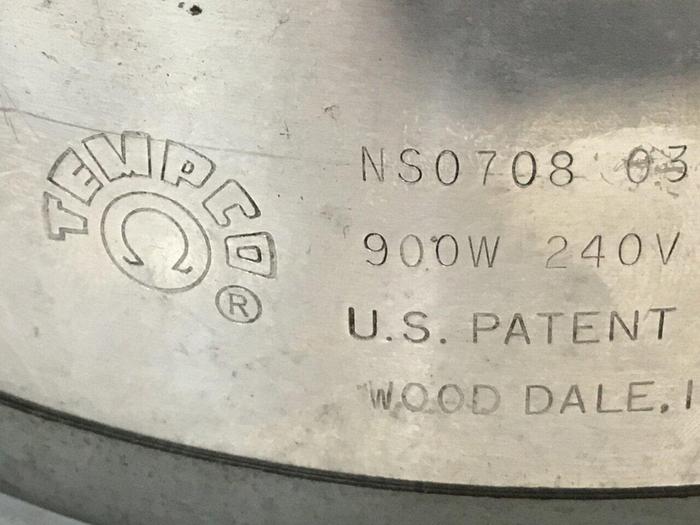 TEMPCO
Ω
®
NS0708 03
900W 240V
U.S. PATENT
WOOD DALE, I